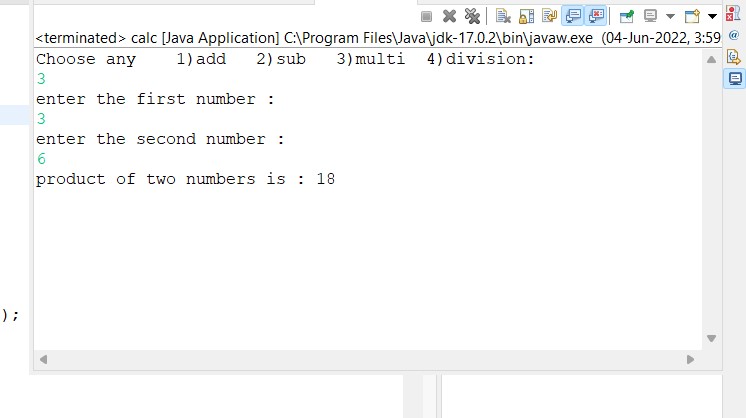 <terminated> calc [Java Application] C:\Program Files\Java\jdk-17.0.2\bin\javaw.exe (04-Jun-2022, 3:59
Choose any    1)add   2)sub   3)multi  4)division:
3
enter the first number :
3
enter the second number :
6
product of two numbers is : 18
);